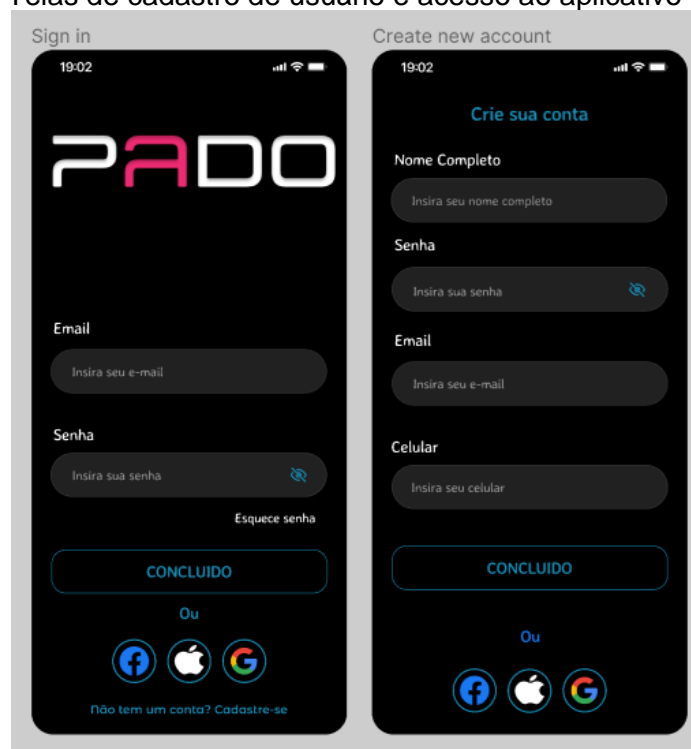 Telas de cadastro de usuário e acesso ao aplicativo
Sign in
19:02
PADO
Email
Insira seu e-mail
Senha
Insira sua senha
Esquece senha
CONCLUIDO
Ou
Não tem um conta? Cadastre-se
Create new account
19:02
Crie sua conta
Nome Completo
Insira seu nome completo
Senha
Insira sua senha
Email
Insira seu e-mail
Celular
Insira seu celular
CONCLUIDO
Ou